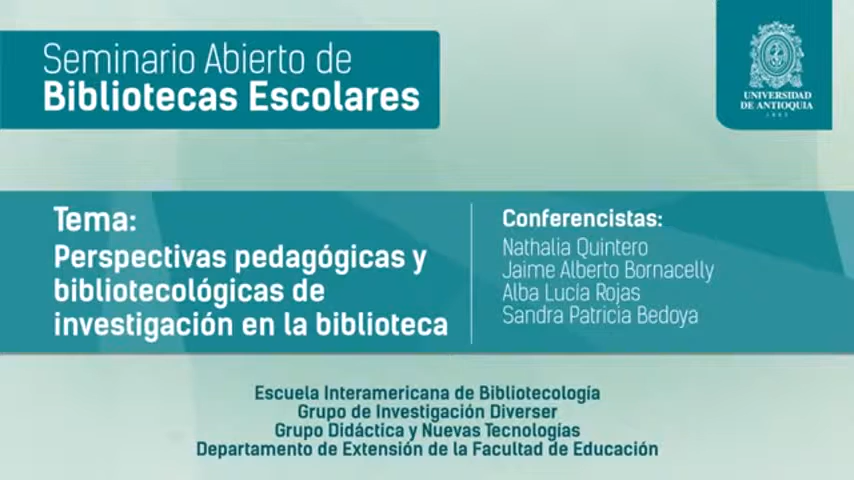 Seminario Abierto de
Bibliotecas Escolares
UNIVERSIDAD
DE ANTIOQUIA
1803
Tema:
Perspectivas pedagógicas y
bibliotecológicas de
investigación en la biblioteca
Conferencistas:
Nathalia Quintero
Jaime Alberto Bornacelly
Alba Lucía Rojas
Sandra Patricia Bedoya
Escuela Interamericana de Bibliotecología
Grupo de Investigación Diverser
Grupo Didáctica y Nuevas Tecnologías
Departamento de Extensión de la Facultad de Educación